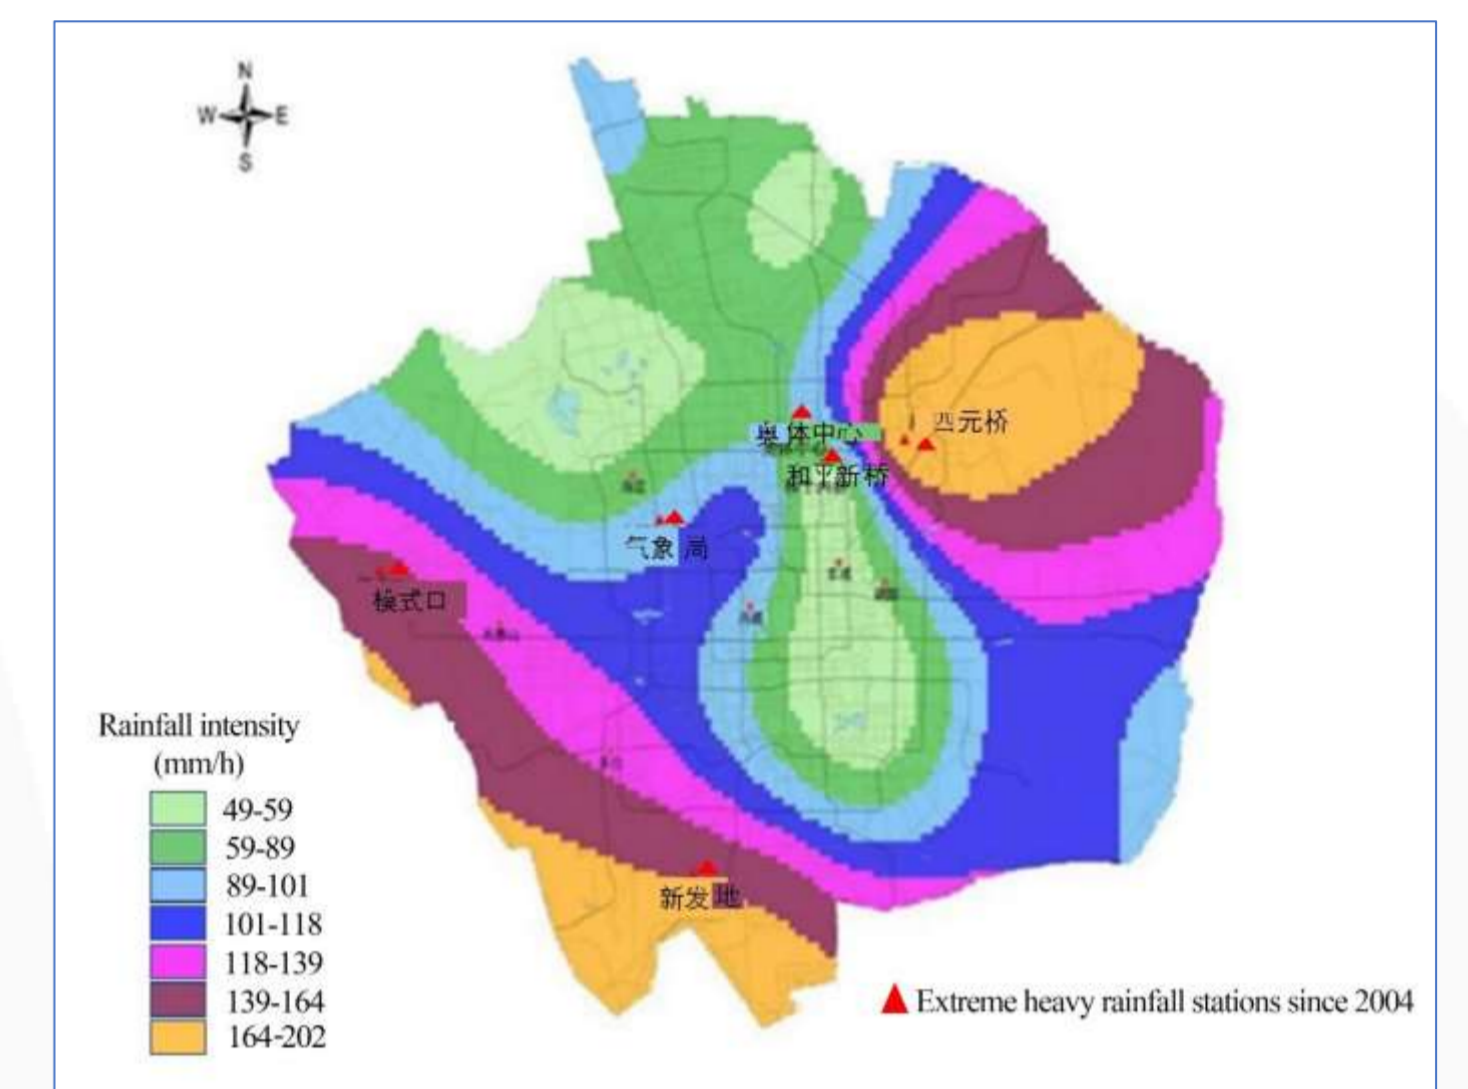 N
W E
S
奥体中心
四元桥
和平新桥
气象局
模式口
新发地
Rainfall intensity
(mm/h)
49-59
59-89
89-101
101-118
118-139
139-164
164-202
Extreme heavy rainfall stations since 2004